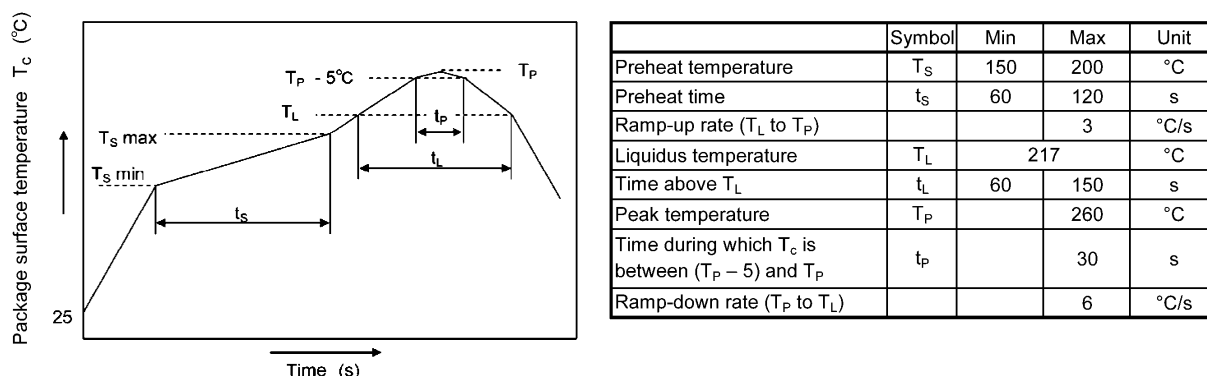 Package surface temperature T_C (°C)
T_P - 5°C
T_P
T_L
t_P
T_S max
t_L
T_S min
t_S
25
Time (s)
Symbol Min Max Unit
Preheat temperature T_S 150 200 °C
Preheat time t_S 60 120 s
Ramp-up rate (T_L to T_P) 3 °C/s
Liquidus temperature T_L 217 °C
Time above T_L t_L 60 150 s
Peak temperature T_P 260 °C
Time during which T_c is
between (T_P – 5) and T_P t_P 30 s
Ramp-down rate (T_P to T_L) 6 °C/s